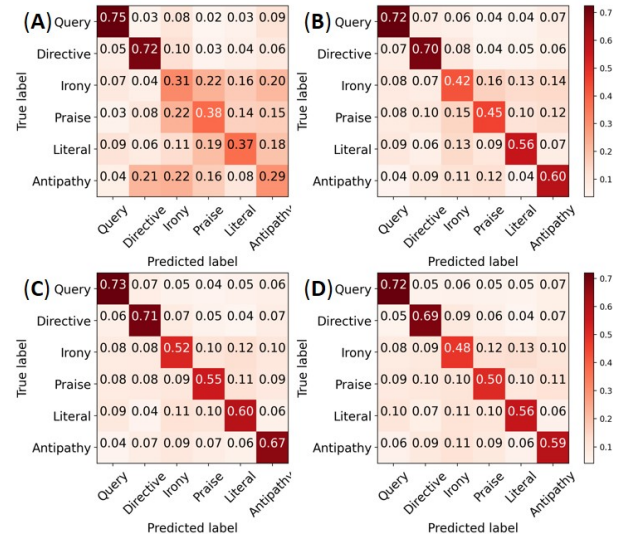 (A)
True label
Query 0.75 0.03 0.08 0.02 0.03 0.09
Directive 0.05 0.72 0.10 0.03 0.04 0.06
Irony 0.07 0.04 0.31 0.22 0.16 0.20
Praise 0.03 0.08 0.22 0.38 0.14 0.15
Literal 0.09 0.06 0.11 0.19 0.37 0.18
Antipathy 0.04 0.21 0.22 0.16 0.08 0.29
Query Directive Irony Praise Literal Antipathy
Predicted label
(B)
True label
Query 0.72 0.07 0.06 0.04 0.04 0.07
Directive 0.07 0.70 0.08 0.04 0.05 0.06
Irony 0.08 0.07 0.42 0.16 0.13 0.14
Praise 0.08 0.10 0.15 0.45 0.10 0.12
Literal 0.09 0.06 0.13 0.09 0.56 0.07
Antipathy 0.04 0.09 0.11 0.12 0.04 0.60
Query Directive Irony Praise Literal Antipathy
Predicted label
0.7
0.6
0.5
0.4
0.3
0.2
0.1
(C)
True label
Query 0.73 0.07 0.05 0.04 0.05 0.06
Directive 0.06 0.71 0.07 0.05 0.04 0.07
Irony 0.08 0.08 0.52 0.10 0.12 0.10
Praise 0.08 0.08 0.09 0.55 0.11 0.09
Literal 0.09 0.04 0.11 0.10 0.60 0.06
Antipathy 0.04 0.07 0.09 0.07 0.06 0.67
Query Directive Irony Praise Literal Antipathy
Predicted label
(D)
True label
Query 0.72 0.05 0.06 0.05 0.05 0.07
Directive 0.05 0.69 0.09 0.06 0.04 0.07
Irony 0.08 0.09 0.48 0.12 0.13 0.10
Praise 0.09 0.10 0.10 0.50 0.10 0.11
Literal 0.10 0.07 0.11 0.10 0.56 0.06
Antipathy 0.06 0.09 0.11 0.09 0.06 0.59
Query Directive Irony Praise Literal Antipathy
Predicted label
0.7
0.6
0.5
0.4
0.3
0.2
0.1